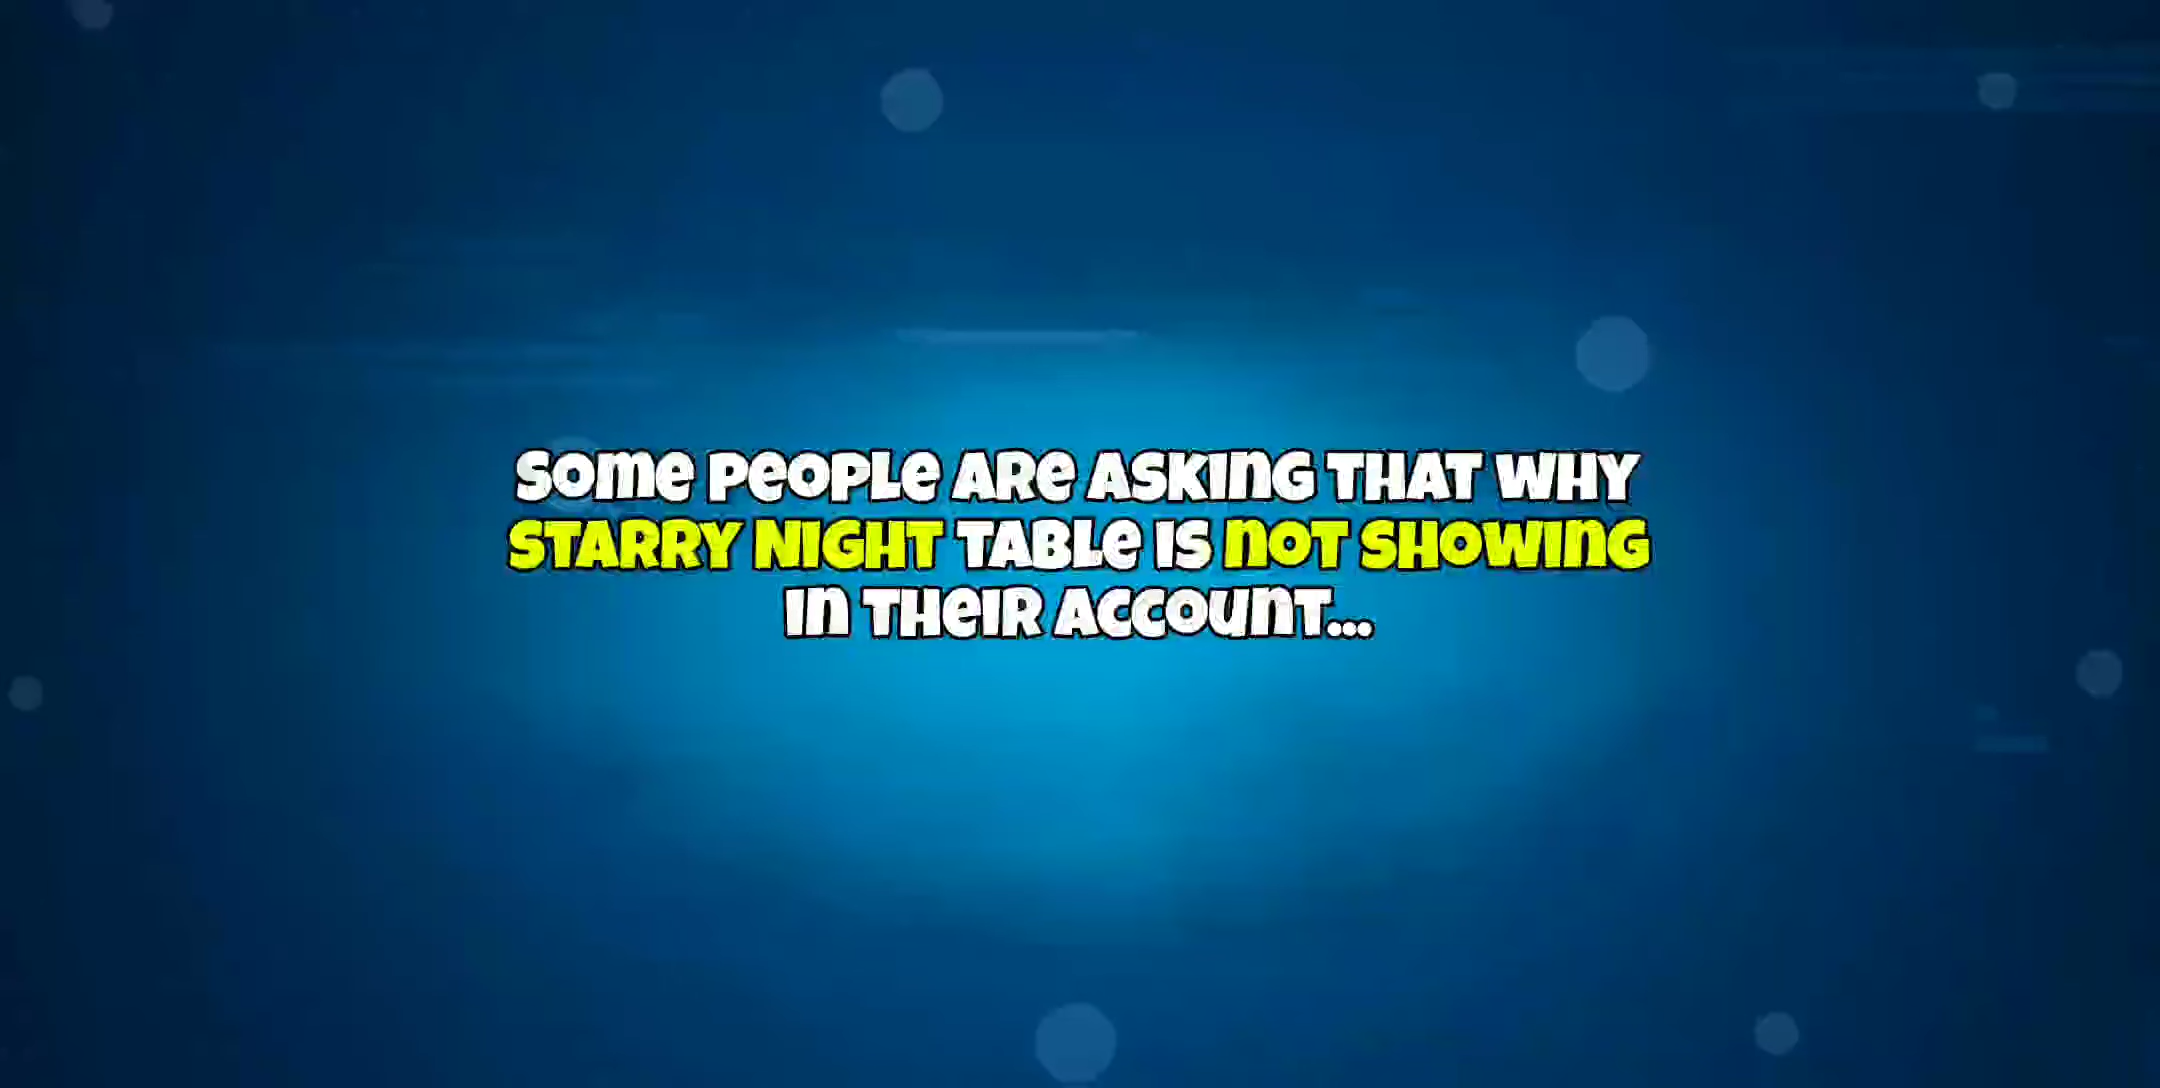 Some people are asking that why
STARRY NIGHT table is not showing
in their account...